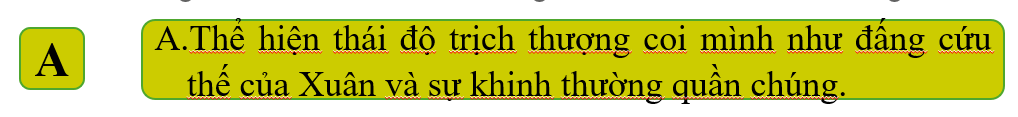 A
A.Thể hiện thái độ trịch thượng coi mình như đấng cứu
thế của Xuân và sự khinh thường quần chúng.